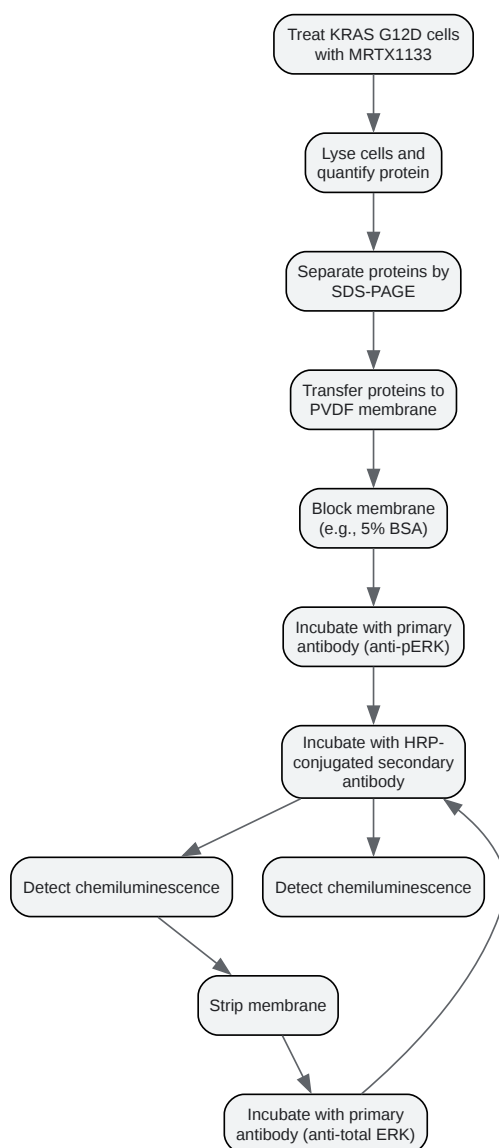 Treat KRAS G12D cells
with MRTX1133
Lyse cells and
quantify protein
Separate proteins by
SDS-PAGE
Transfer proteins to
PVDF membrane
Block membrane
(e.g., 5% BSA)
Incubate with primary
antibody (anti-pERK)
Incubate with HRP-
conjugated secondary
antibody
Detect chemiluminescence
Detect chemiluminescence
Strip membrane
Incubate with primary
antibody (anti-total ERK)